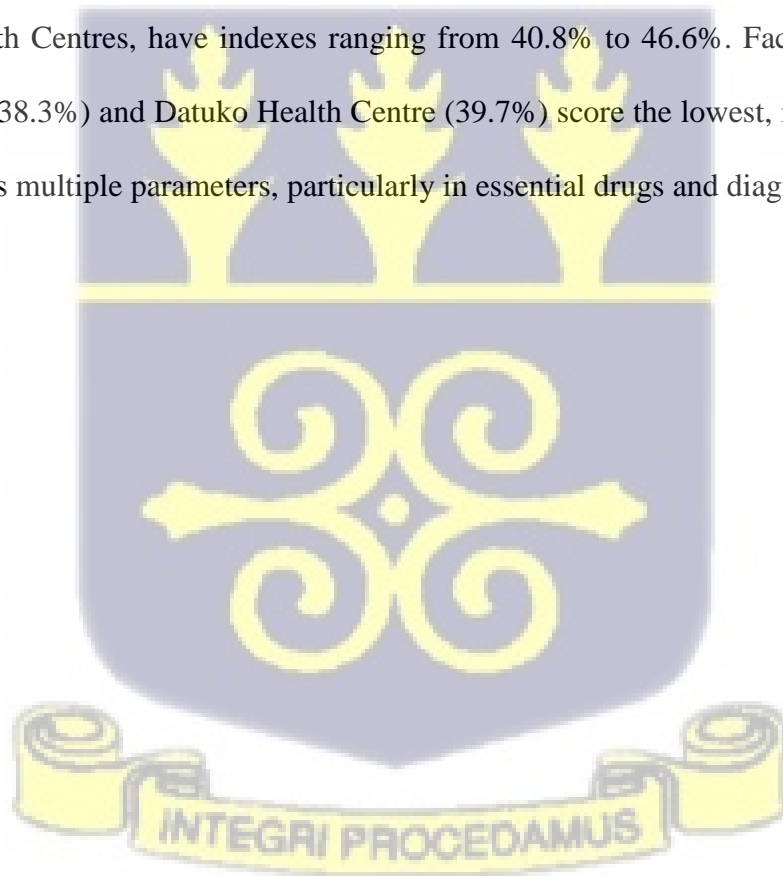 th Centres, have indexes ranging from 40.8% to 46.6%. Fac
38.3%) and Datuko Health Centre (39.7%) score the lowest,
s multiple parameters, particularly in essential drugs and diag
INTEGRI PROCEDAMUS